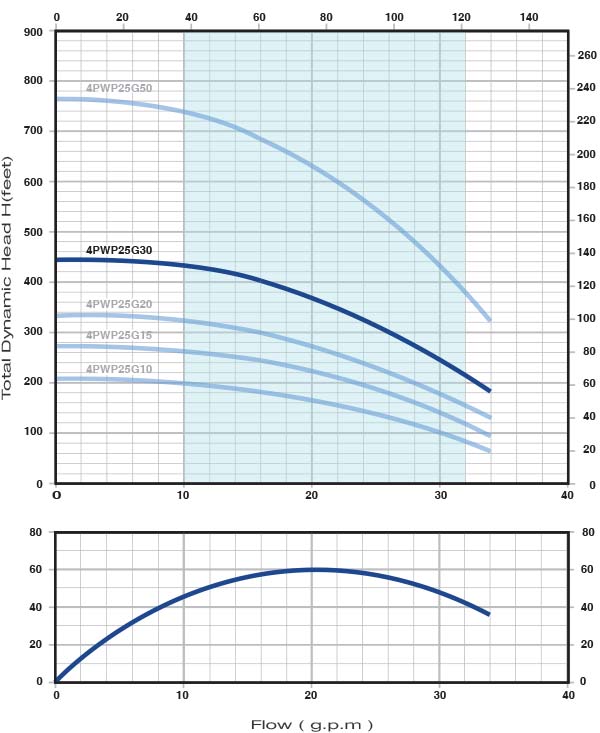 0 20 40 60 80 100 120 140
900
260
800
240
4PWP25G50
220
700
200
600
180
160
500
4PWP25G30
140
400
120
4PWP25G20
100
300
4PWP25G15
80
4PWP25G10
200
60
40
100
20
0 0
0 10 20 30 40
Total Dynamic Head H(feet)
80 80
60 60
40 40
20 20
0 0
0 10 20 30 40
Flow ( g.p.m )